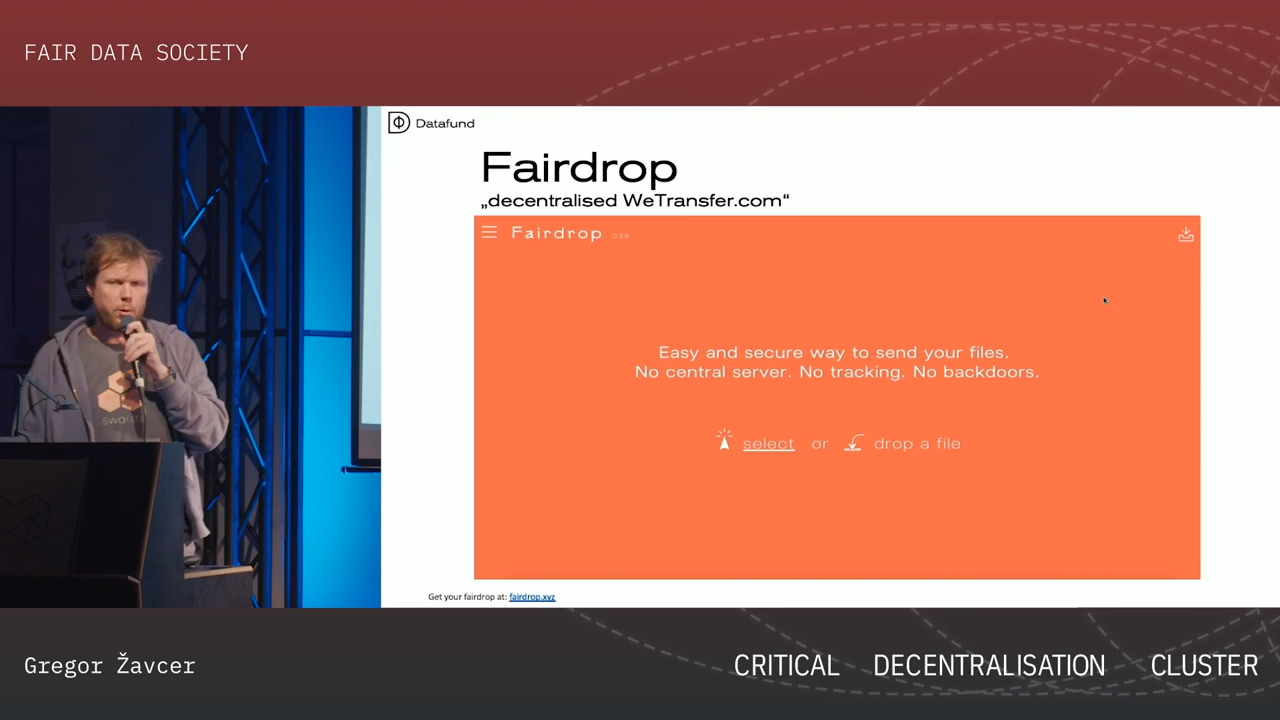 FAIR DATA SOCIETY
Datafund
Fairdrop
„decentralised WeTransfer.com“
Fairdrop
Easy and secure way to send your files.
No central server. No tracking. No backdoors.
select or drop a file
Get your fairdrop at: fairdrop.xyz
Gregor Žavcer
CRITICAL DECENTRALISATION CLUSTER